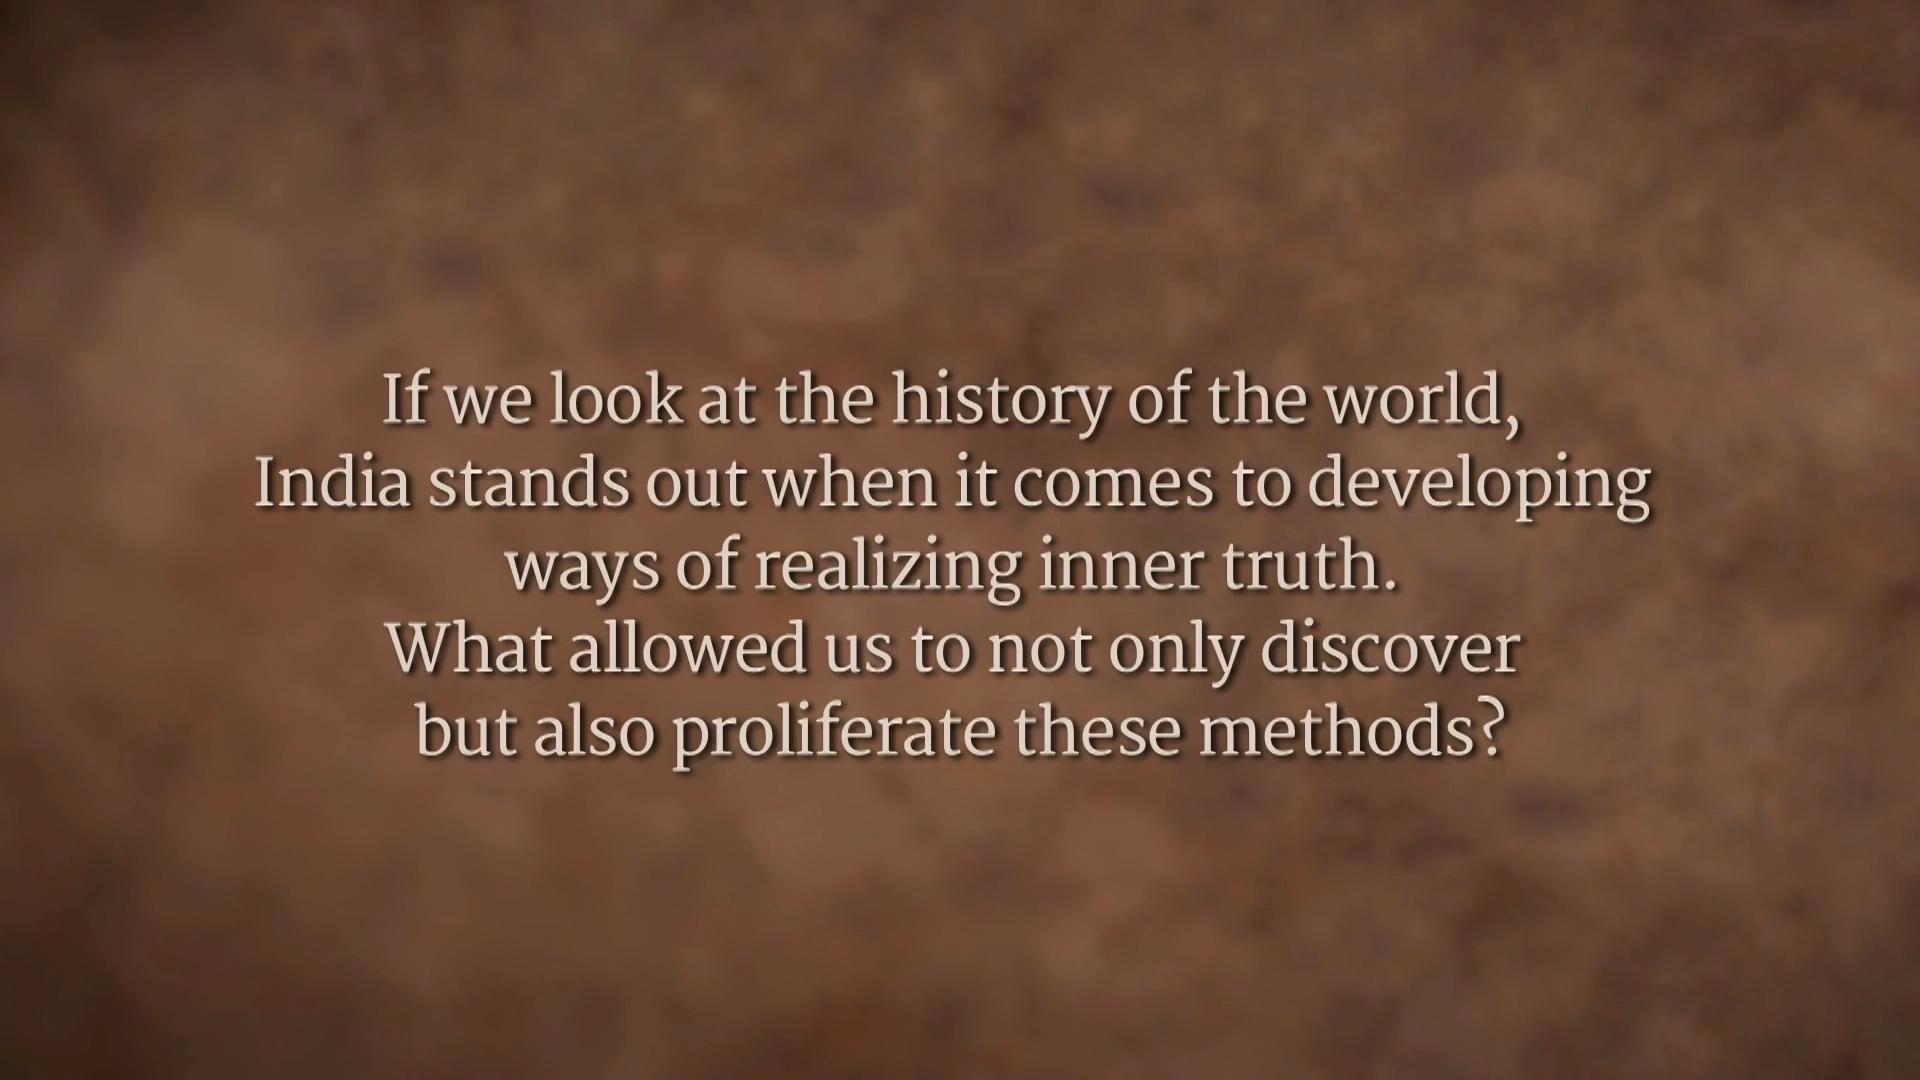 If we look at the history of the world,
India stands out when it comes to developing
ways of realizing inner truth.
What allowed us to not only discover
but also proliferate these methods?